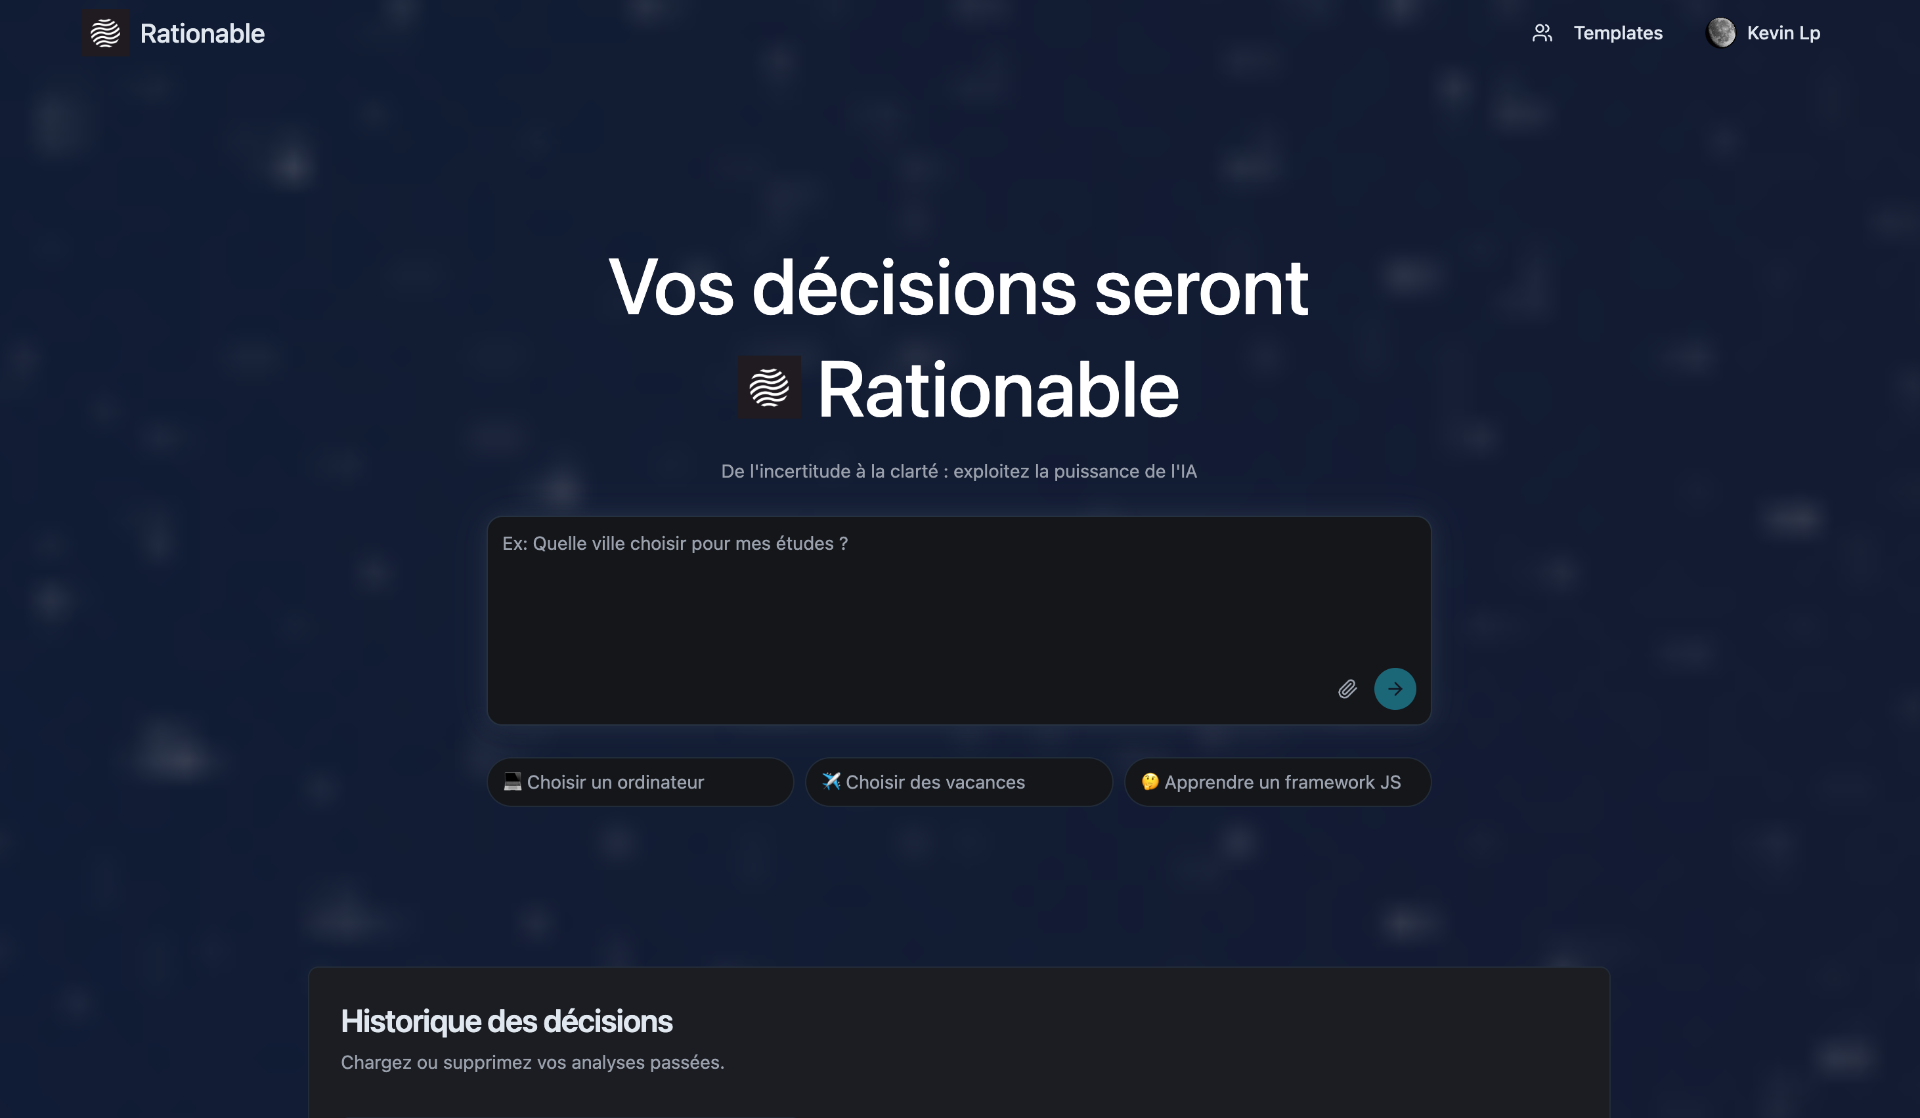 Rationable
Templates
Kevin Lp
Vos décisions seront
Rationable
De l'incertitude à la clarté : exploitez la puissance de l'IA
Ex: Quelle ville choisir pour mes études ?
💻 Choisir un ordinateur
✈️ Choisir des vacances
🤔 Apprendre un framework JS
Historique des décisions
Chargez ou supprimez vos analyses passées.